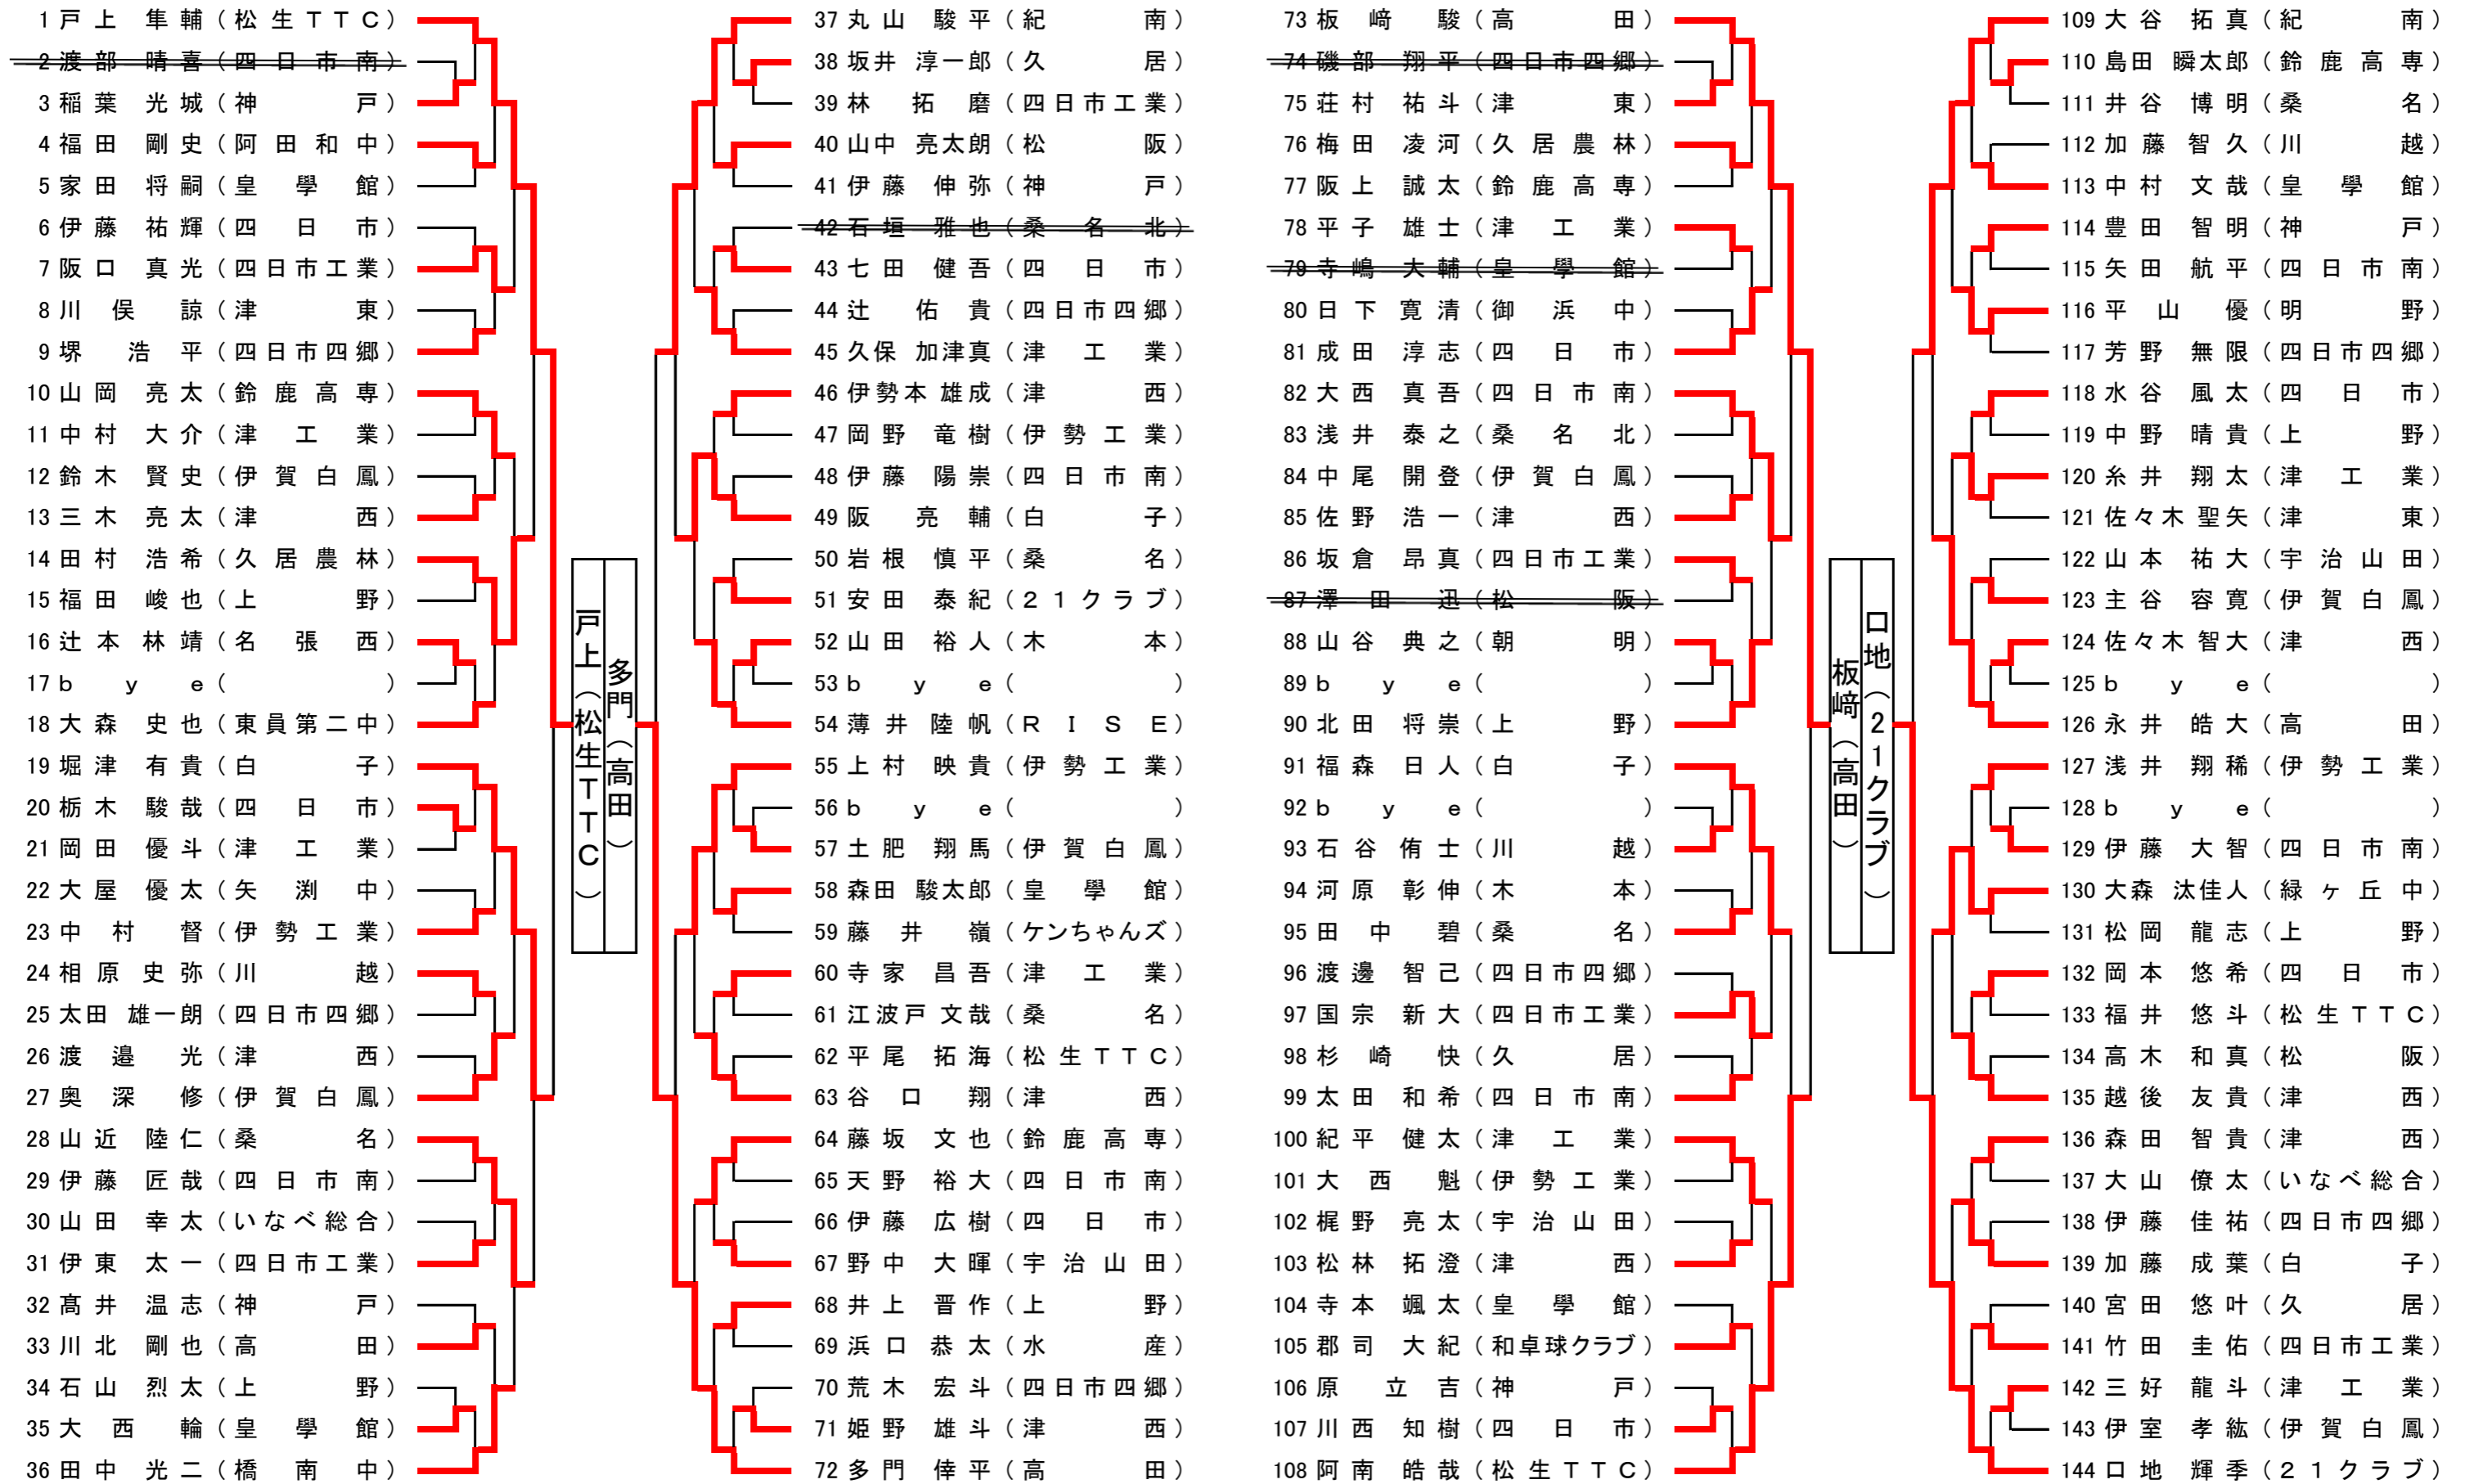 1 戸上 隼輔 (松生TTC)
2 渡部 晴喜 (四日市南)
3 稲葉 光城 (神戸)
4 福田 剛史 (阿田和中)
5 家田 将嗣 (皇學館)
6 伊藤 祐輝 (四日市)
7 阪口 真光 (四日市工業)
8 川俣 諒 (津東)
9 堺 浩平 (四日市四郷)
10 山岡 亮太 (鈴鹿高専)
11 中村 大介 (津工業)
12 鈴木 賢史 (伊賀白鳳)
13 三木 亮太 (津西)
14 田村 浩希 (久居農林)
15 福田 峻也 (上野)
16 辻本 林靖 (名張西)
17 bye ( )
18 大森 史也 (東員第二中)
19 堀津 有貴 (白子)
20 栃木 駿哉 (四日市)
21 岡田 優斗 (津工業)
22 大屋 優太 (矢渕中)
23 中村 督 (伊勢工業)
24 相原 史弥 (川越)
25 太田 雄一朗 (四日市四郷)
26 渡邉 光 (津西)
27 奥深 修 (伊賀白鳳)
28 山近 陸仁 (桑名)
29 伊藤 匠哉 (四日市南)
30 山田 幸太 (いなべ総合)
31 伊東 太一 (四日市工業)
32 髙井 温志 (神戸)
33 川北 剛也 (高田)
34 石山 烈太 (上野)
35 大西 輪 (皇學館)
36 田中 光二 (橋南中)
戸上(松生TTC)
多門(高田)
37 丸山 駿平 (紀南)
38 坂井 淳一郎 (久居)
39 林 拓磨 (四日市工業)
40 山中 亮太朗 (松阪)
41 伊藤 伸弥 (神戸)
42 石垣 雅也 (桑名北)
43 七田 健吾 (四日市)
44 辻 佑貴 (四日市四郷)
45 久保 加津真 (津工業)
46 伊勢本 雄成 (津西)
47 岡野 竜樹 (伊勢工業)
48 伊藤 陽崇 (四日市南)
49 阪 亮輔 (白子)
50 岩根 慎平 (桑名)
51 安田 泰紀 (21クラブ)
52 山田 裕人 (木本)
53 bye ( )
54 薄井 陸帆 (RISE)
55 上村 映貴 (伊勢工業)
56 bye ( )
57 土肥 翔馬 (伊賀白鳳)
58 森田 駿太郎 (皇學館)
59 藤井 嶺 (ケンちゃんズ)
60 寺家 昌吾 (津工業)
61 江波戸 文哉 (桑名)
62 平尾 拓海 (松生TTC)
63 谷口 翔 (津西)
64 藤坂 文也 (鈴鹿高専)
65 天野 裕大 (四日市南)
66 伊藤 広樹 (四日市)
67 野中 大暉 (宇治山田)
68 井上 晋作 (上野)
69 浜口 恭太 (水産)
70 荒木 宏斗 (四日市四郷)
71 姫野 雄斗 (津西)
72 多門 倖平 (高田)
73 板﨑 駿 (高田)
74 磯部 翔平 (四日市四郷)
75 荘村 祐斗 (津東)
76 梅田 凌河 (久居農林)
77 阪上 誠太 (鈴鹿高専)
78 平子 雄士 (津工業)
79 寺嶋 大輔 (皇學館)
80 日下 寛清 (御浜中)
81 成田 淳志 (四日市)
82 大西 真吾 (四日市南)
83 浅井 泰之 (桑名北)
84 中尾 開登 (伊賀白鳳)
85 佐野 浩一 (津西)
86 坂倉 昂真 (四日市工業)
87 澤田 迅 (松阪)
88 山谷 典之 (朝明)
89 bye ( )
90 北田 将崇 (上野)
91 福森 日人 (白子)
92 bye ( )
93 石谷 侑士 (川越)
94 河原 彰伸 (木本)
95 田中 碧 (桑名)
96 渡邊 智己 (四日市四郷)
97 国宗 新大 (四日市工業)
98 杉崎 快 (久居)
99 太田 和希 (四日市南)
100 紀平 健太 (津工業)
101 大西 魁 (伊勢工業)
102 梶野 亮太 (宇治山田)
103 松林 拓澄 (津西)
104 寺本 颯太 (皇學館)
105 郡司 大紀 (和卓球クラブ)
106 原 立吉 (神戸)
107 川西 知樹 (四日市)
108 阿南 皓哉 (松生TTC)
板﨑(高田)
口地(21クラブ)
109 大谷 拓真 (紀南)
110 島田 瞬太郎 (鈴鹿高専)
111 井谷 博明 (桑名)
112 加藤 智久 (川越)
113 中村 文哉 (皇學館)
114 豊田 智明 (神戸)
115 矢田 航平 (四日市南)
116 平山 優 (明野)
117 芳野 無限 (四日市四郷)
118 水谷 風太 (四日市)
119 中野 晴貴 (上野)
120 糸井 翔太 (津工業)
121 佐々木 聖矢 (津東)
122 山本 祐大 (宇治山田)
123 主谷 容寛 (伊賀白鳳)
124 佐々木 智大 (津西)
125 bye ( )
126 永井 皓大 (高田)
127 浅井 翔稀 (伊勢工業)
128 bye ( )
129 伊藤 大智 (四日市南)
130 大森 汰佳人 (緑ヶ丘中)
131 松岡 龍志 (上野)
132 岡本 悠希 (四日市)
133 福井 悠斗 (松生TTC)
134 高木 和真 (松阪)
135 越後 友貴 (津西)
136 森田 智貴 (津西)
137 大山 僚太 (いなべ総合)
138 伊藤 佳祐 (四日市四郷)
139 加藤 成葉 (白子)
140 宮田 悠叶 (久居)
141 竹田 圭佑 (四日市工業)
142 三好 龍斗 (津工業)
143 伊室 孝紘 (伊賀白鳳)
144 口地 輝季 (21クラブ)